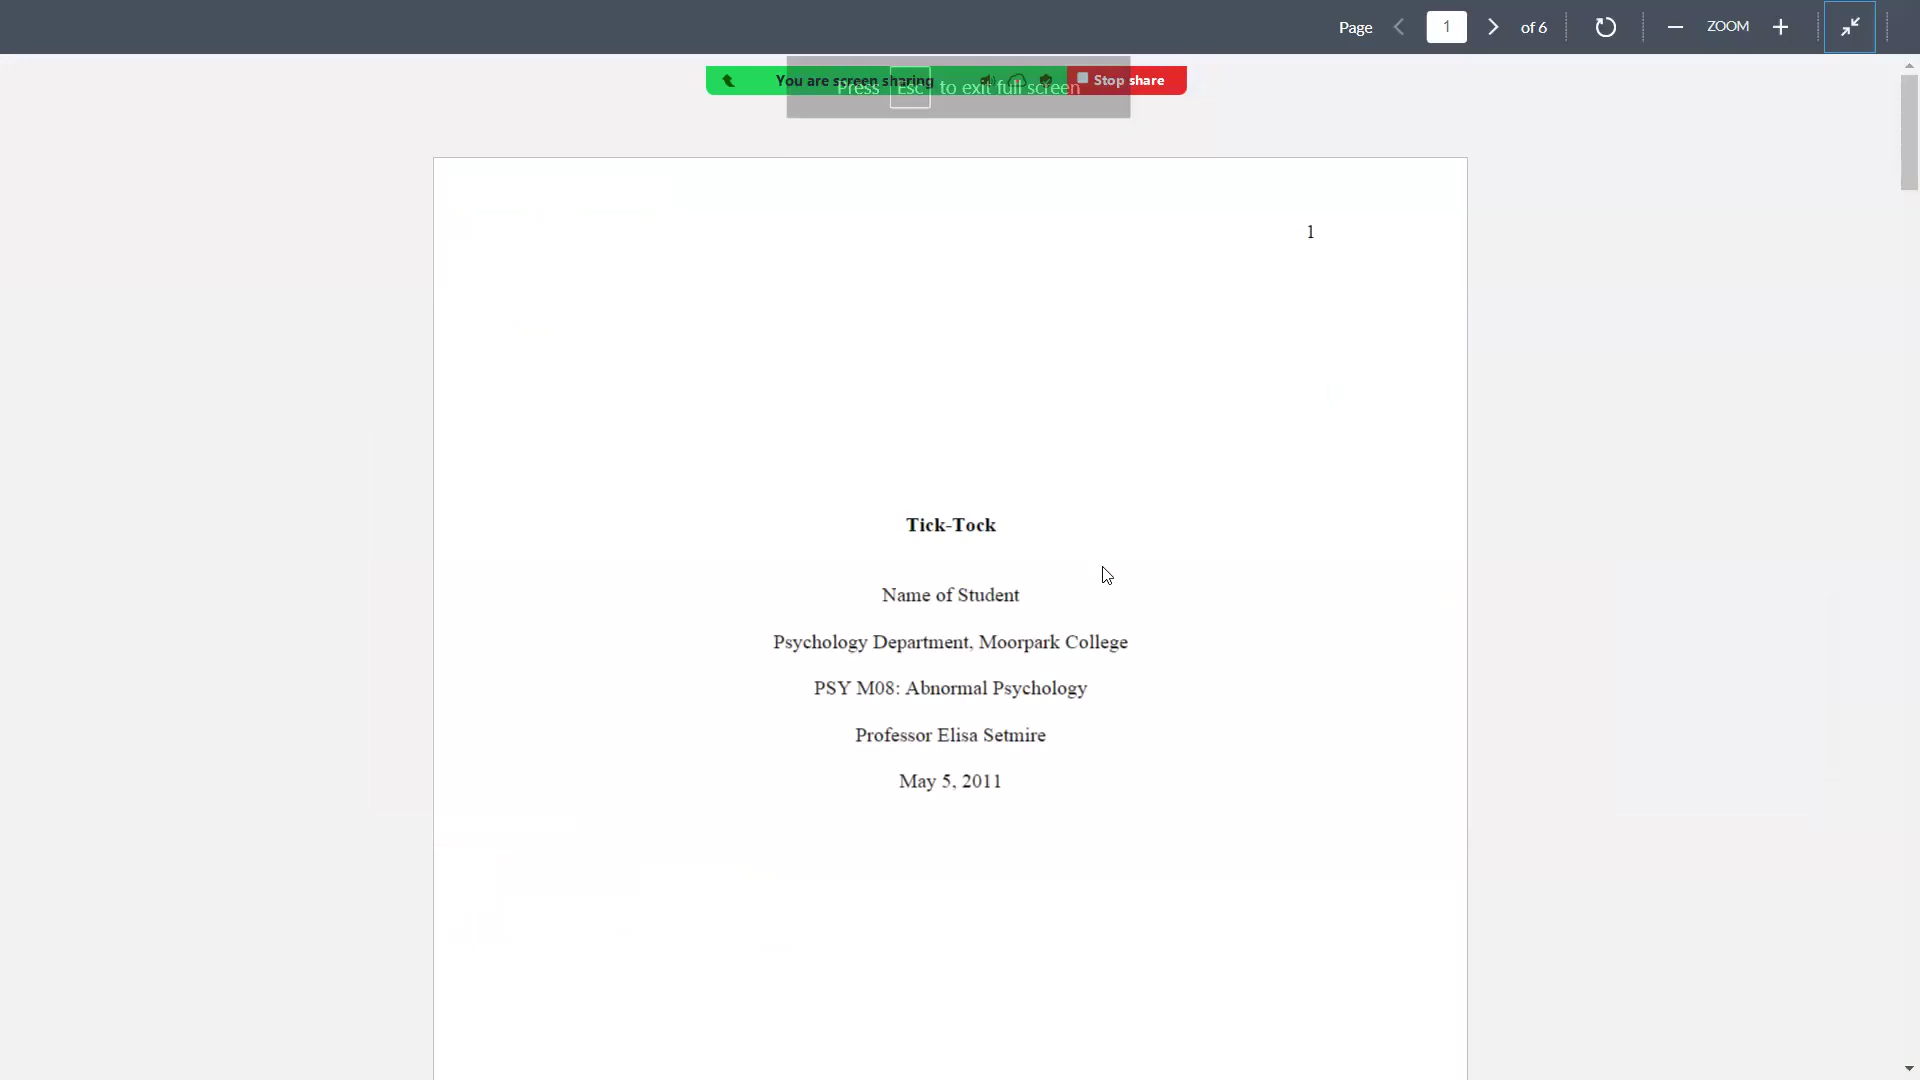 Page 1 of 6 ZOOM
You are screen sharing Stop share
Press Esc to exit full screen
1
Tick-Tock
Name of Student
Psychology Department, Moorpark College
PSY M08: Abnormal Psychology
Professor Elisa Setmire
May 5, 2011